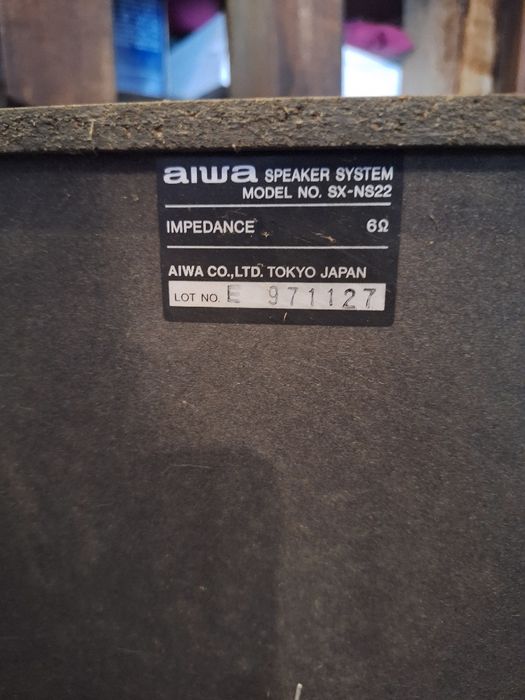 aiwa SPEAKER SYSTEM
MODEL NO. SX-NS22
IMPEDANCE 6Ω
AIWA CO.,LTD. TOKYO JAPAN
LOT NO. E 971127